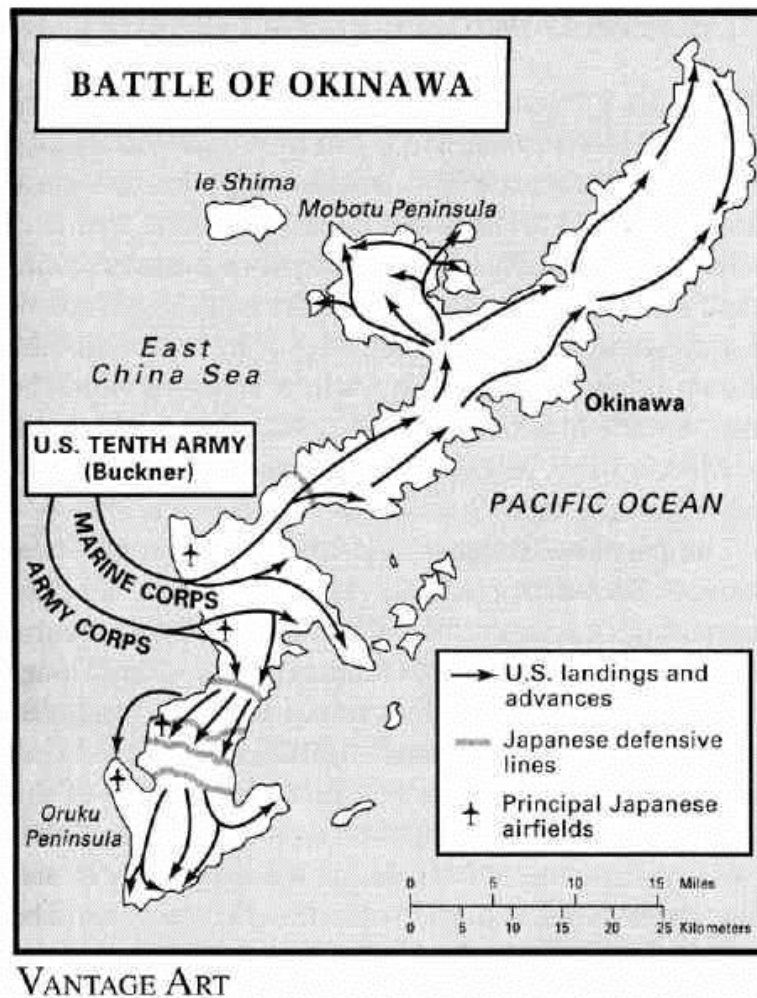 BATTLE OF OKINAWA
Ie Shima
Mobotu Peninsula
East
China Sea
Okinawa
U.S. TENTH ARMY
(Buckner)
PACIFIC OCEAN
MARINE CORPS
ARMY CORPS
U.S. landings and
advances
Japanese defensive
lines
Principal Japanese
airfields
Oruku
Peninsula
0 5 10 15 Miles
0 5 10 15 20 25 Kilometers
VANTAGE ART